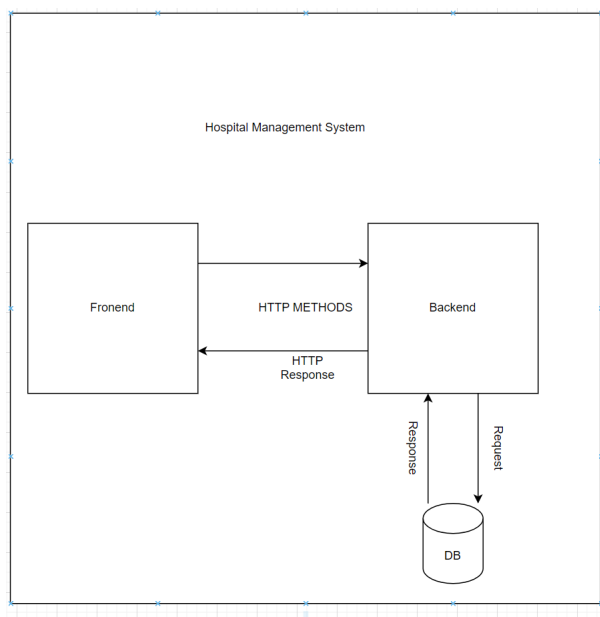 Hospital Management System
Fronend
HTTP METHODS
Backend
HTTP
Response
Response
Request
DB